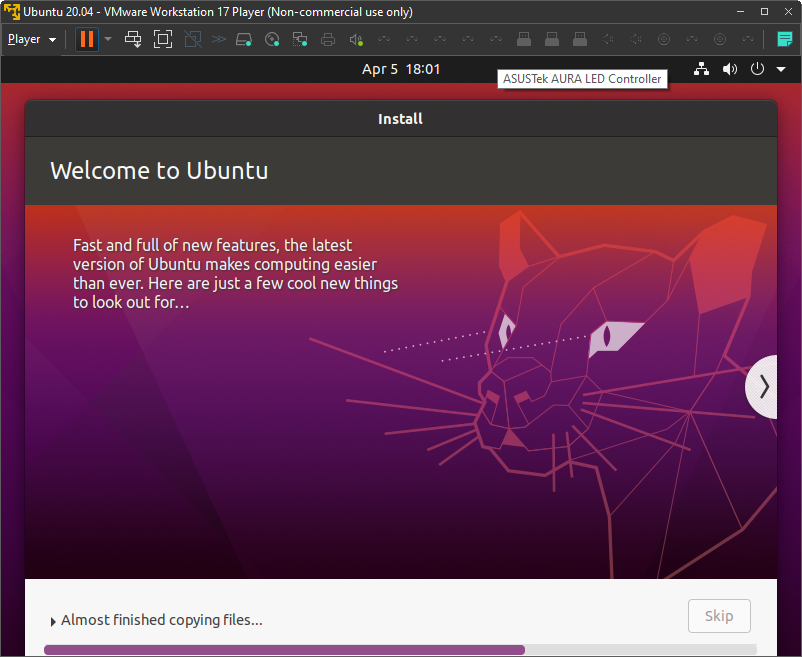 Ubuntu 20.04 - VMware Workstation 17 Player (Non-commercial use only)
Player
Apr 5 18:01
ASUSTek AURA LED Controller
Install
Welcome to Ubuntu
Fast and full of new features, the latest
version of Ubuntu makes computing easier
than ever. Here are just a few cool new things
to look out for…
Almost finished copying files...
Skip